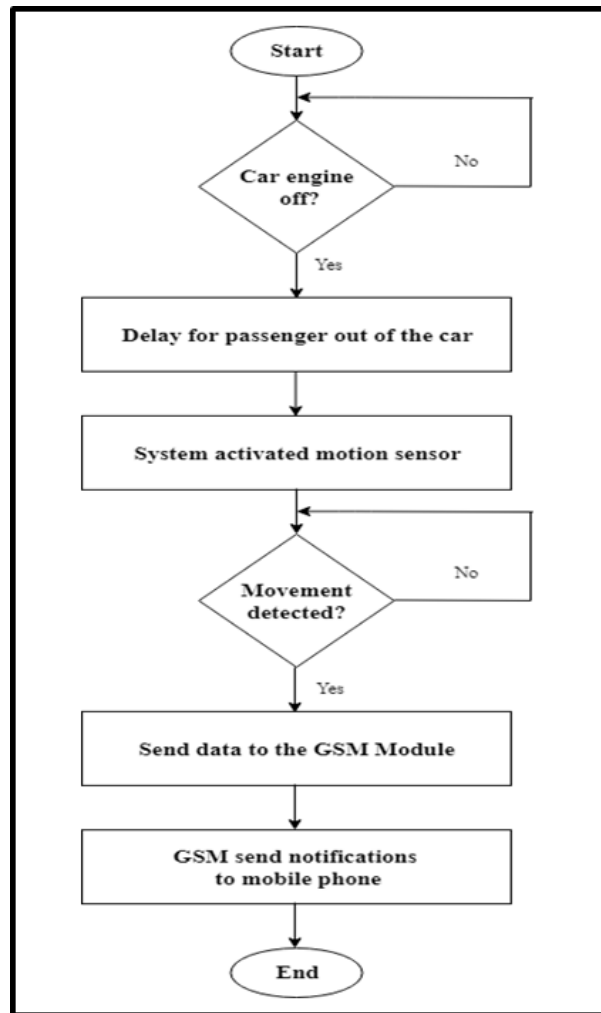 Start
Car engine
off?
No
Yes
Delay for passenger out of the car
System activated motion sensor
Movement
detected?
No
Yes
Send data to the GSM Module
GSM send notifications
to mobile phone
End